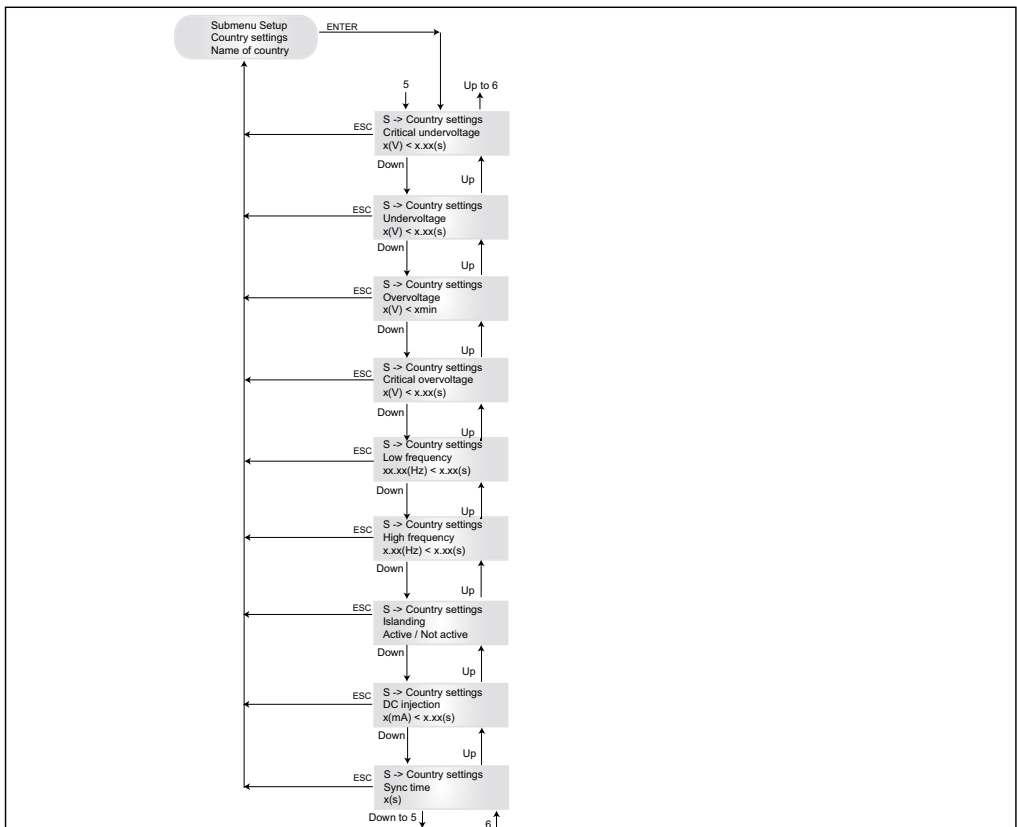 Submenu Setup
Country settings
Name of country
ENTER
5
Up to 6
S -> Country settings
Critical undervoltage
x(V) < x.xx(s)
ESC
Down
Up
S -> Country settings
Undervoltage
x(V) < x.xx(s)
ESC
Down
Up
S -> Country settings
Overvoltage
x(V) < xmin
ESC
Down
Up
S -> Country settings
Critical overvoltage
x(V) < x.xx(s)
ESC
Down
Up
S -> Country settings
Low frequency
xx.xx(Hz) < x.xx(s)
ESC
Down
Up
S -> Country settings
High frequency
x.xx(Hz) < x.xx(s)
ESC
Down
Up
S -> Country settings
Islanding
Active / Not active
ESC
Down
Up
S -> Country settings
DC injection
x(mA) < x.xx(s)
ESC
Down
Up
S -> Country settings
Sync time
x(s)
ESC
Down to 5
6